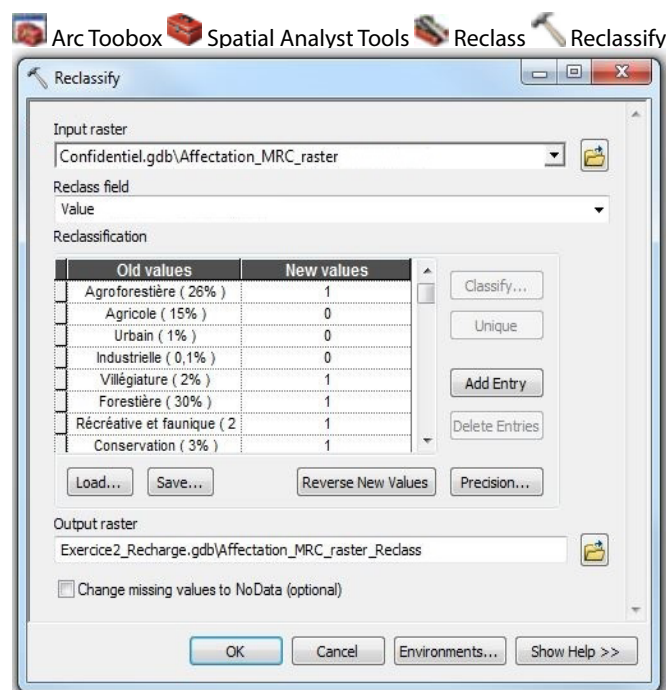 Arc Toobox Spatial Analyst Tools Reclass Reclassify
Reclassify
Input raster
Confidentiel.gdb\Affectation_MRC_raster
Reclass field
Value
Reclassification
Old values New values
Agroforestière ( 26% ) 1
Agricole ( 15% ) 0
Urbain ( 1% ) 0
Industrielle ( 0,1% ) 0
Villégiature ( 2% ) 1
Forestière ( 30% ) 1
Récréative et faunique ( 2 1
Conservation ( 3% ) 1
Classify...
Unique
Add Entry
Delete Entries
Load... Save... Reverse New Values Precision...
Output raster
Exercice2_Recharge.gdb\Affectation_MRC_raster_Reclass
Change missing values to NoData (optional)
OK Cancel Environments... Show Help >>